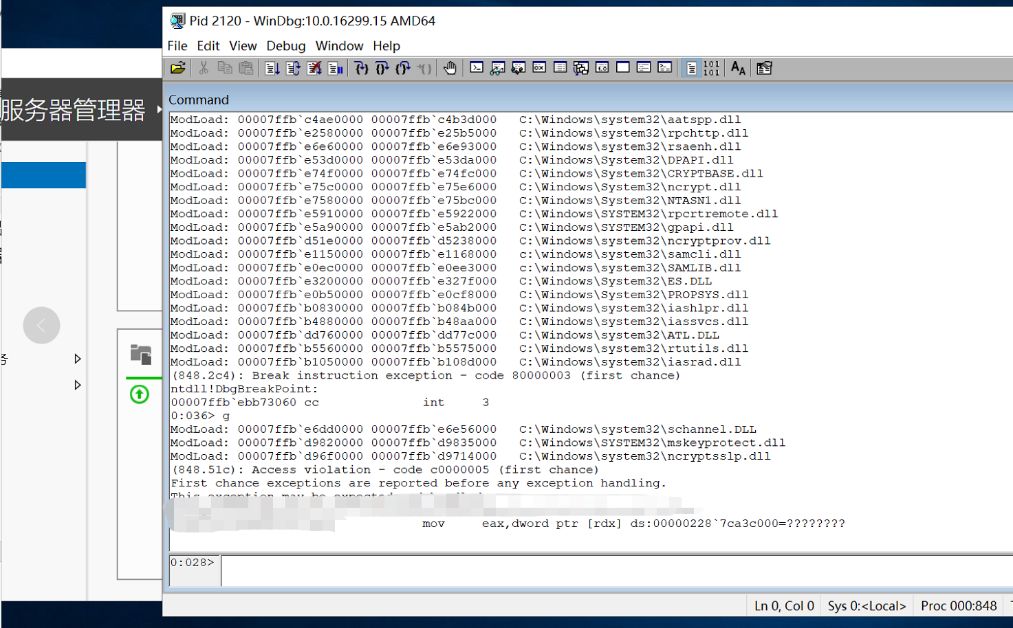 Pid 2120 - WinDbg:10.0.16299.15 AMD64
File Edit View Debug Window Help
服务器管理器
Command
ModLoad: 00007ffb`c4ae0000 00007ffb`c4b3d000 C:\Windows\system32\aatspp.dll
ModLoad: 00007ffb`e2580000 00007ffb`e25b5000 C:\Windows\system32\rpchttp.dll
ModLoad: 00007ffb`e6e60000 00007ffb`e6e93000 C:\Windows\system32\rsaenh.dll
ModLoad: 00007ffb`e53d0000 00007ffb`e53da000 C:\Windows\System32\DPAPI.dll
ModLoad: 00007ffb`e74f0000 00007ffb`e74fc000 C:\Windows\System32\CRYPTBASE.dll
ModLoad: 00007ffb`e75c0000 00007ffb`e75e6000 C:\Windows\system32\ncrypt.dll
ModLoad: 00007ffb`e7580000 00007ffb`e75bc000 C:\Windows\system32\NTASN1.dll
ModLoad: 00007ffb`e5910000 00007ffb`e5922000 C:\Windows\SYSTEM32\rpcrtremote.dll
ModLoad: 00007ffb`e5a90000 00007ffb`e5ab2000 C:\Windows\SYSTEM32\gpapi.dll
ModLoad: 00007ffb`d51e0000 00007ffb`d5238000 C:\Windows\system32\ncryptprov.dll
ModLoad: 00007ffb`e1150000 00007ffb`e1168000 C:\Windows\System32\samcli.dll
ModLoad: 00007ffb`e0ec0000 00007ffb`e0ee3000 C:\Windows\System32\SAMLIB.dll
ModLoad: 00007ffb`e3200000 00007ffb`e327f000 C:\Windows\System32\ES.DLL
ModLoad: 00007ffb`e0b50000 00007ffb`e0cf8000 C:\Windows\System32\PROPSYS.dll
ModLoad: 00007ffb`b0830000 00007ffb`b084b000 C:\Windows\system32\iashlpr.dll
ModLoad: 00007ffb`b4880000 00007ffb`b48aa000 C:\Windows\system32\iassvcs.dll
ModLoad: 00007ffb`dd760000 00007ffb`dd77c000 C:\Windows\system32\ATL.DLL
ModLoad: 00007ffb`b5560000 00007ffb`b5575000 C:\Windows\system32\rtutils.dll
ModLoad: 00007ffb`b1050000 00007ffb`b108d000 C:\Windows\system32\iasrad.dll
(848.2c4): Break instruction exception - code 80000003 (first chance)
ntdll!DbgBreakPoint:
00007ffb`ebb73060 cc int 3
0:036> g
ModLoad: 00007ffb`e6dd0000 00007ffb`e6e56000 C:\Windows\system32\schannel.DLL
ModLoad: 00007ffb`d9820000 00007ffb`d9835000 C:\Windows\SYSTEM32\mskeyprotect.dll
ModLoad: 00007ffb`d96f0000 00007ffb`d9714000 C:\Windows\system32\ncryptsslp.dll
(848.51c): Access violation - code c0000005 (first chance)
First chance exceptions are reported before any exception handling.
This exception may be expected
mov eax,dword ptr [rdx] ds:00000228`7ca3c000=????????
0:028>
Ln 0, Col 0 Sys 0:<Local> Proc 000:848